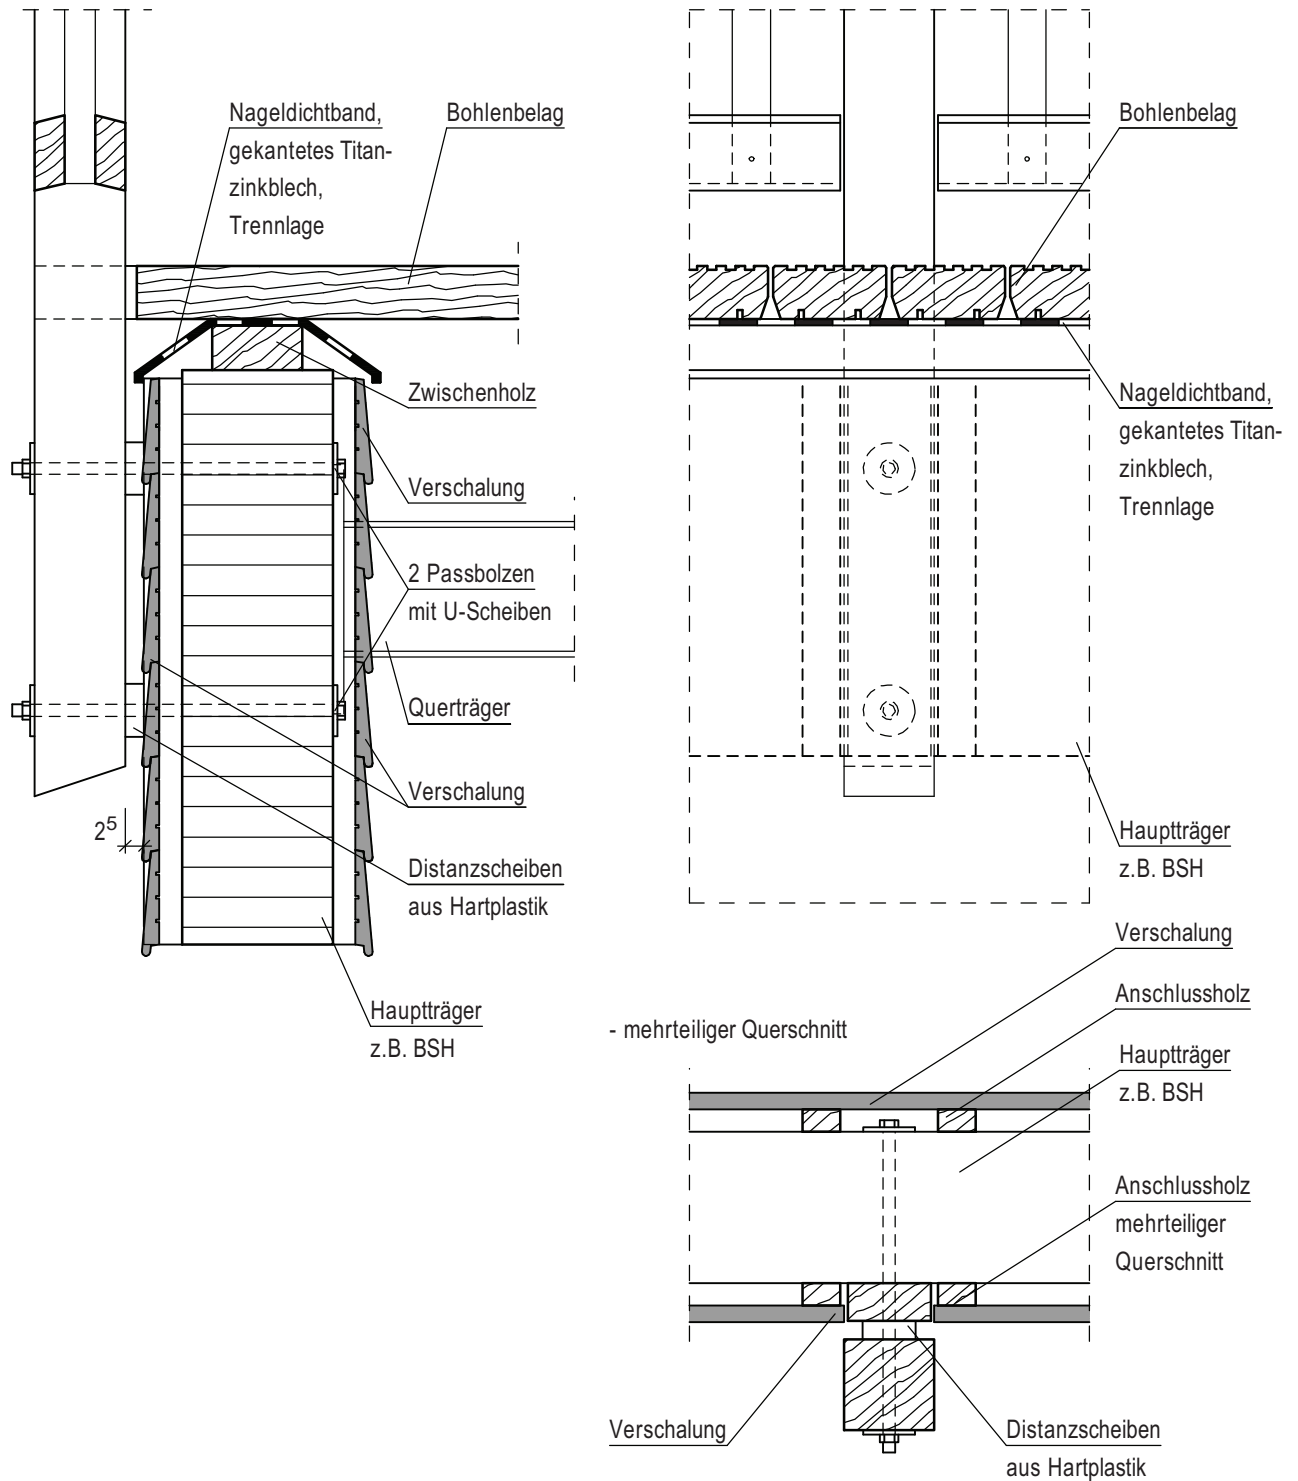 Nageldichtband,
gekantetes Titan-
zinkblech,
Trennlage
Bohlenbelag
Zwischenholz
Verschalung
2 Passbolzen
mit U-Scheiben
Querträger
Verschalung
2⁵
Distanzscheiben
aus Hartplastik
Hauptträger
z.B. BSH
Bohlenbelag
Nageldichtband,
gekantetes Titan-
zinkblech,
Trennlage
Hauptträger
z.B. BSH
- mehrteiliger Querschnitt
Verschalung
Anschlussholz
Hauptträger
z.B. BSH
Anschlussholz
mehrteiliger
Querschnitt
Verschalung
Distanzscheiben
aus Hartplastik